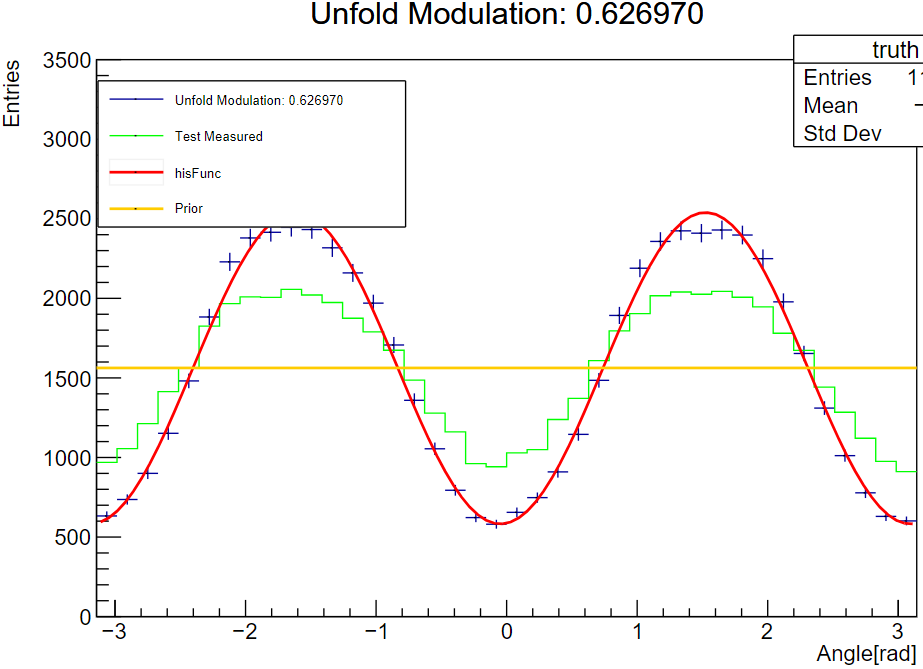 Unfold Modulation: 0.626970
Entries
3500
3000
2500
2000
1500
1000
500
0
Unfold Modulation: 0.626970
Test Measured
hisFunc
Prior
truth
Entries
Mean
Std Dev
−3 −2 −1 0 1 2 3
Angle[rad]